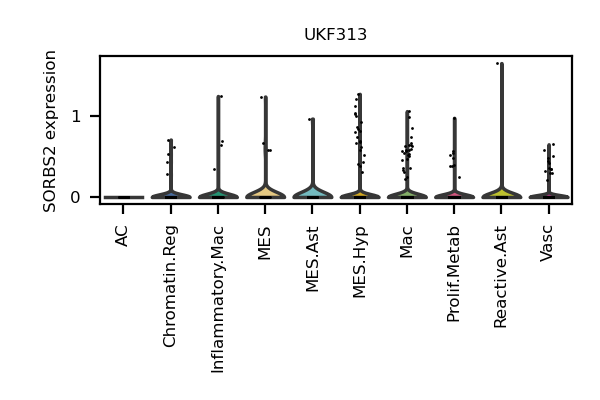 UKF313
SORBS2 expression
1
0
AC
Chromatin.Reg
Inflammatory.Mac
MES
MES.Ast
MES.Hyp
Mac
Prolif.Metab
Reactive.Ast
Vasc